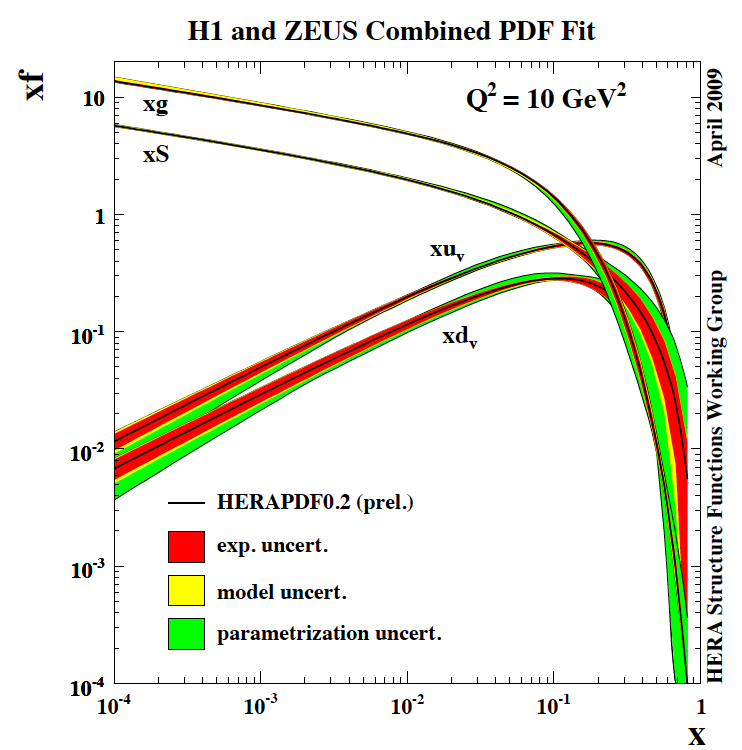 H1 and ZEUS Combined PDF Fit
xf
Q² = 10 GeV²
April 2009
HERA Structure Functions Working Group
10
1
10⁻¹
10⁻²
10⁻³
10⁻⁴
xg
xS
xuᵥ
xdᵥ
HERAPDF0.2 (prel.)
exp. uncert.
model uncert.
parametrization uncert.
10⁻⁴ 10⁻³ 10⁻² 10⁻¹ 1
x